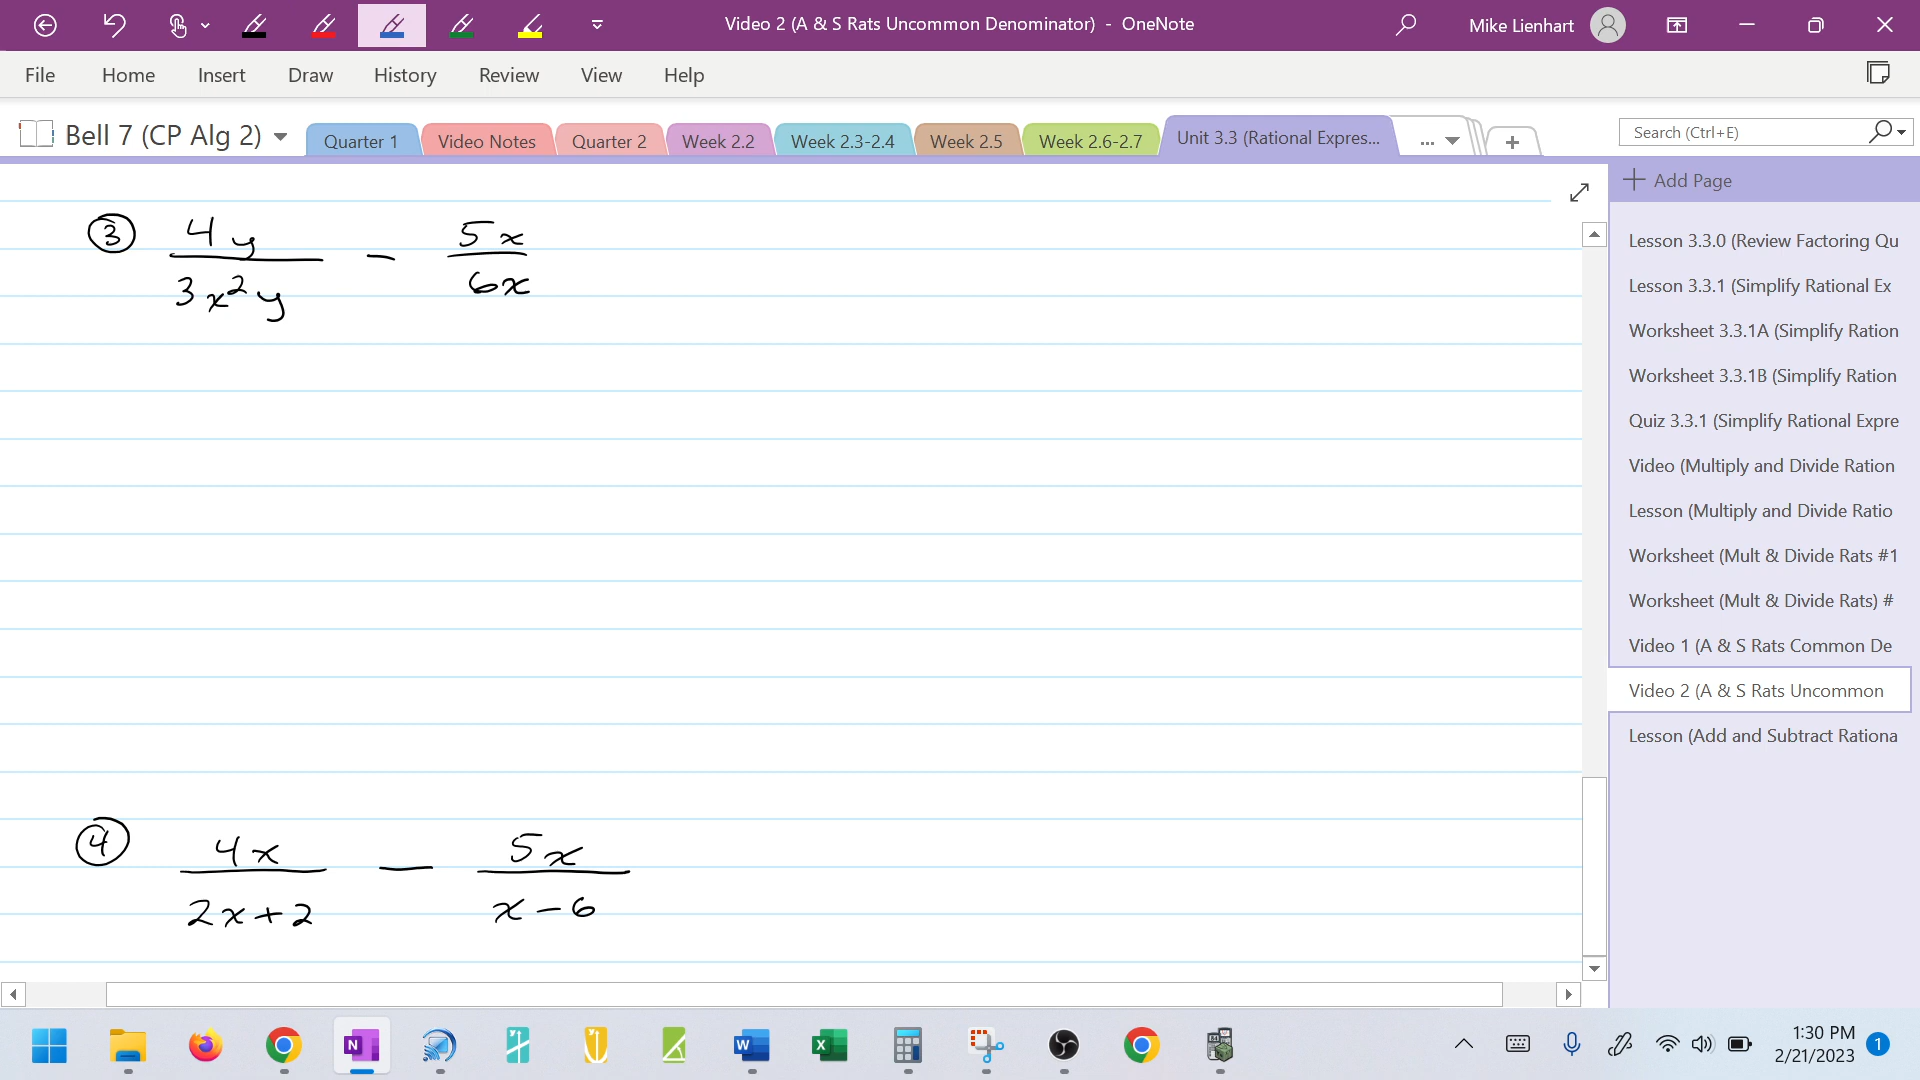 Video 2 (A & S Rats Uncommon Denominator) - OneNote
Mike Lienhart
File Home Insert Draw History Review View Help
Bell 7 (CP Alg 2)
Quarter 1 Video Notes Quarter 2 Week 2.2 Week 2.3-2.4 Week 2.5 Week 2.6-2.7 Unit 3.3 (Rational Expres... ... +
Search (Ctrl+E)
Add Page
Lesson 3.3.0 (Review Factoring Qu
Lesson 3.3.1 (Simplify Rational Ex
Worksheet 3.3.1A (Simplify Ration
Worksheet 3.3.1B (Simplify Ration
Quiz 3.3.1 (Simplify Rational Expre
Video (Multiply and Divide Ration
Lesson (Multiply and Divide Ratio
Worksheet (Mult & Divide Rats #1
Worksheet (Mult & Divide Rats) #
Video 1 (A & S Rats Common De
Video 2 (A & S Rats Uncommon
Lesson (Add and Subtract Rationa
③ 4y - 5x
3x²y 6x
④ 4x - 5x
2x+2 x-6
1:30 PM
2/21/2023
1